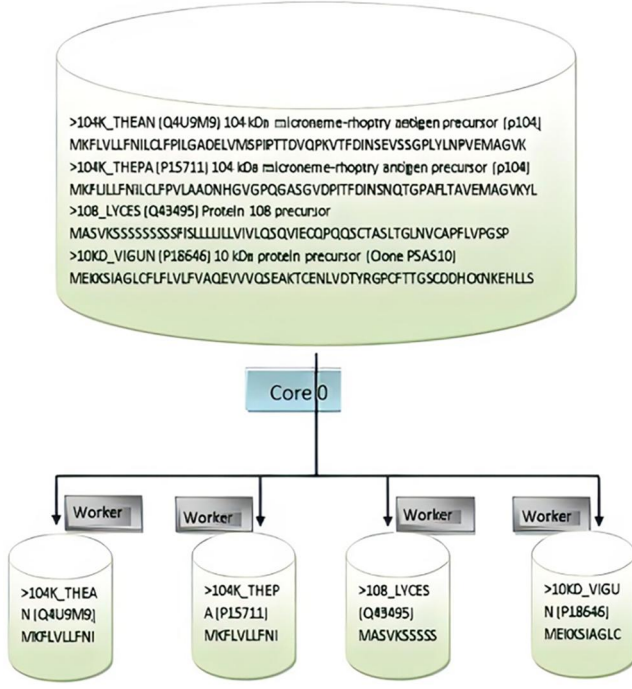 >104K_THEAN (Q4U9M9) 104 kDa microneme-rhoptry antigen precursor (p104)
MKFLVLLFNILCLFPILGADELVMSPIPTTDVQPKVTFDINSEVSSGPLYLNPVEMAGVK
>104K_THEPA (P15711) 104 kDa microneme-rhoptry antigen precursor (p104)
MKFLILLFNILCLFPVLAADNHGVGPQGASGVDPITFDINSNQTGPAFLTAVEMAGVKYL
>108_LYCES (Q43495) Protein 108 precursor
MASVKSSSSSSSSSFISLLLLILLVIVLQSQVIECQPQQSCTASLTGLNVCAPFLVPGSP
>10KD_VIGUN (P18646) 10 kD protein precursor (Clone PSAS10)
MEKKSIAGLCFLFLVLFVAQEVVVQSEAKTCENLVDTYRGPCFTTGSCDDHCKNKEHLLS
Core 0
Worker
Worker
Worker
Worker
>104K_THEA
N (Q4U9M9)
MKFLVLLFNI
>104K_THEP
A (P15711)
MKFLVLLFNI
>108_LYCES
(Q43495)
MASVKSSSSS
>10KD_VIGU
N (P18646)
MEKKSIAGLC